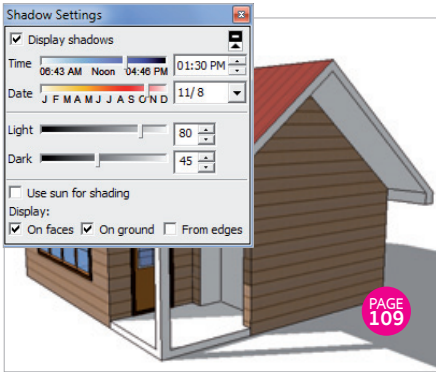 Shadow Settings
Display shadows
Time 06:43 AM Noon 04:46 PM 01:30 PM
Date J F M A M J J A S O N D 11/ 8
Light 80
Dark 45
Use sun for shading
Display:
On faces On ground From edges
PAGE
109